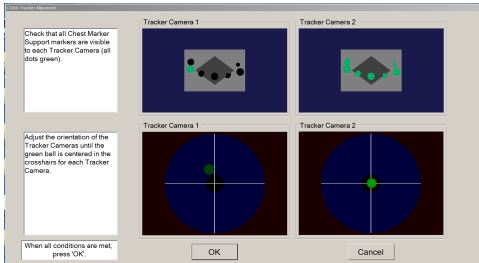 CODA Tracker Alignment
Check that all Chest Marker
Support markers are visible
to each Tracker Camera (all
dots green).
Tracker Camera 1
Tracker Camera 2
Adjust the orientation of the
Tracker Cameras until the
green ball is centered in the
crosshairs for each Tracker
Camera.
Tracker Camera 1
Tracker Camera 2
When all conditions are met,
press 'OK'.
OK
Cancel